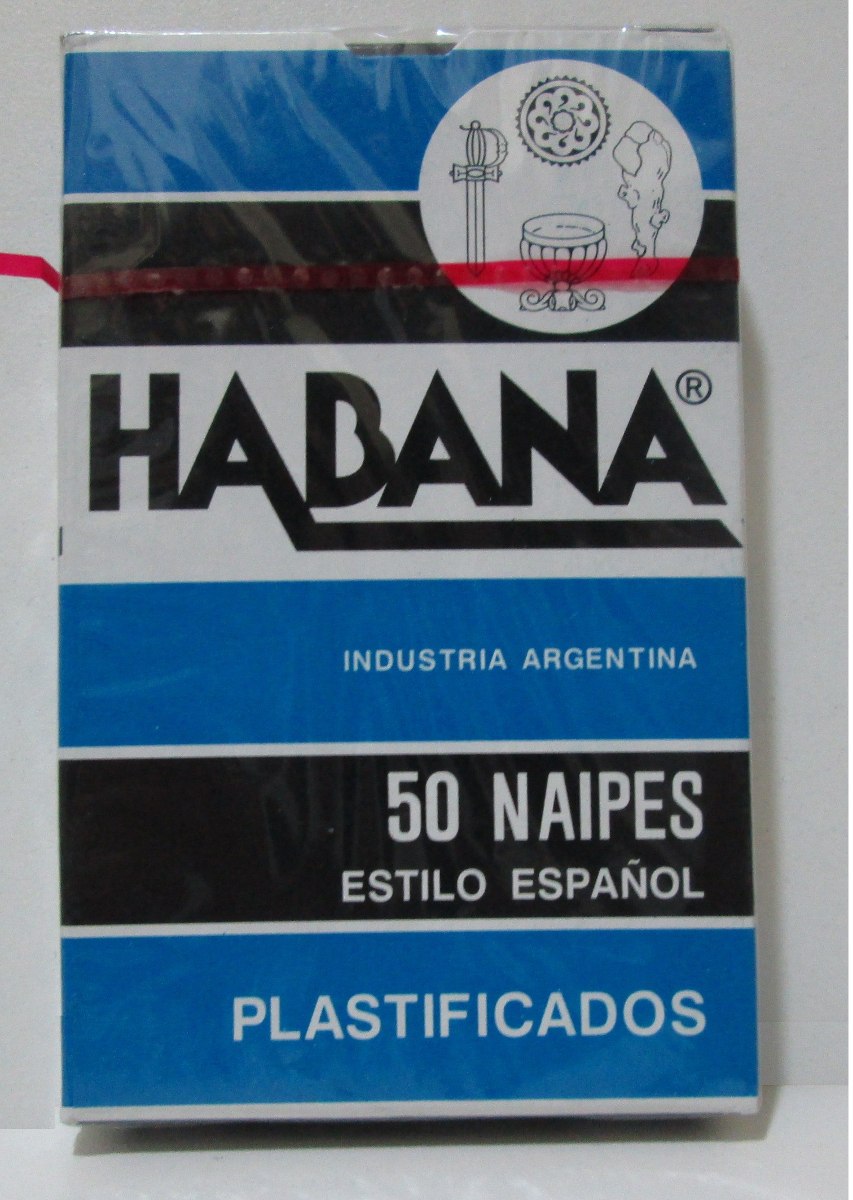 HABANA®
INDUSTRIA ARGENTINA
50 NAIPES
ESTILO ESPAÑOL
PLASTIFICADOS